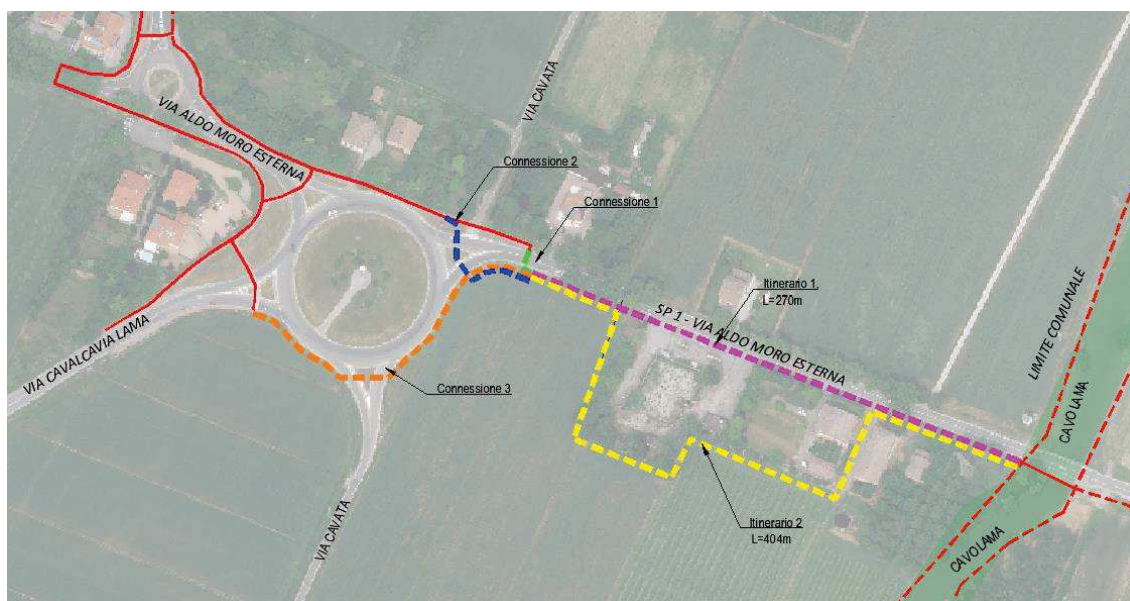 VIA ALDO MORO ESTERNA
VIA CAVATA
Connessione 2
Connessione 1
Itinerario 1
L=270m
SP 1 - VIA ALDO MORO ESTERNA
LIMITE COMUNALE
CAVO LAMA
VIA CAVALCAVIA LAMA
Connessione 3
VIA CAVATA
Itinerario 2
L=404m
CAVO LAMA